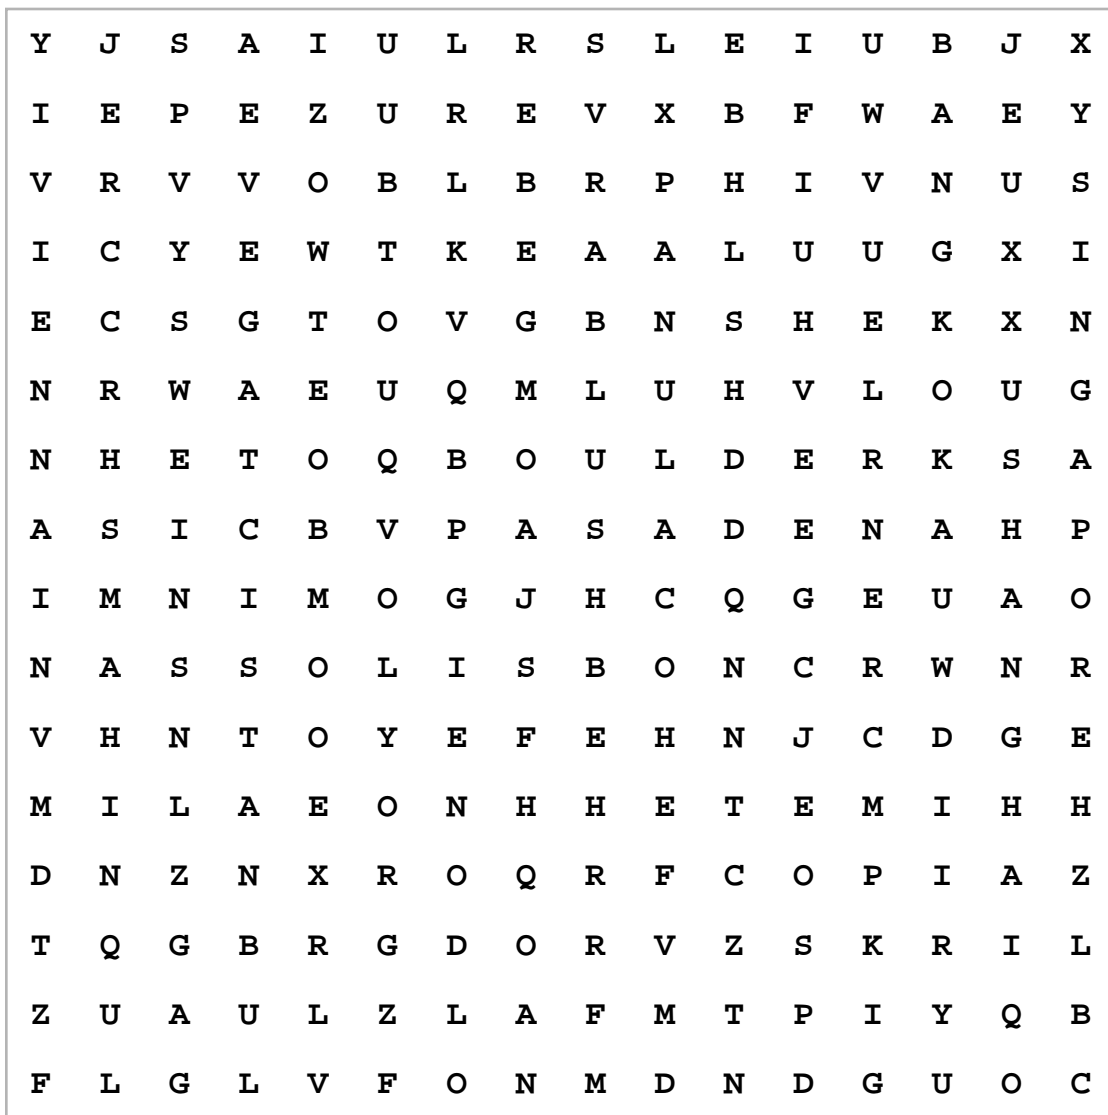 Y J S A I U L R S L E I U B J X
I E P E Z U R E V X B F W A E Y
V R V V O B L B R P H I V N U S
I C Y E W T K E A A L U U G X I
E C S G T O V G B N S H E K X N
N R W A E U Q M L U H V L O U G
N H E T O Q B O U L D E R K S A
A S I C B V P A S A D E N A H P
I M N I M O G J H C Q G E U A O
N A S S O L I S B O N C R W N R
V H N T O Y E F E H N J C D G E
M I L A E O N H H E T E M I H H
D N Z N X R O Q R F C O P I A Z
T Q G B R G D O R V Z S K R I L
Z U A U L Z L A F M T P I Y Q B
F L G L V F O N M D N D G U O C